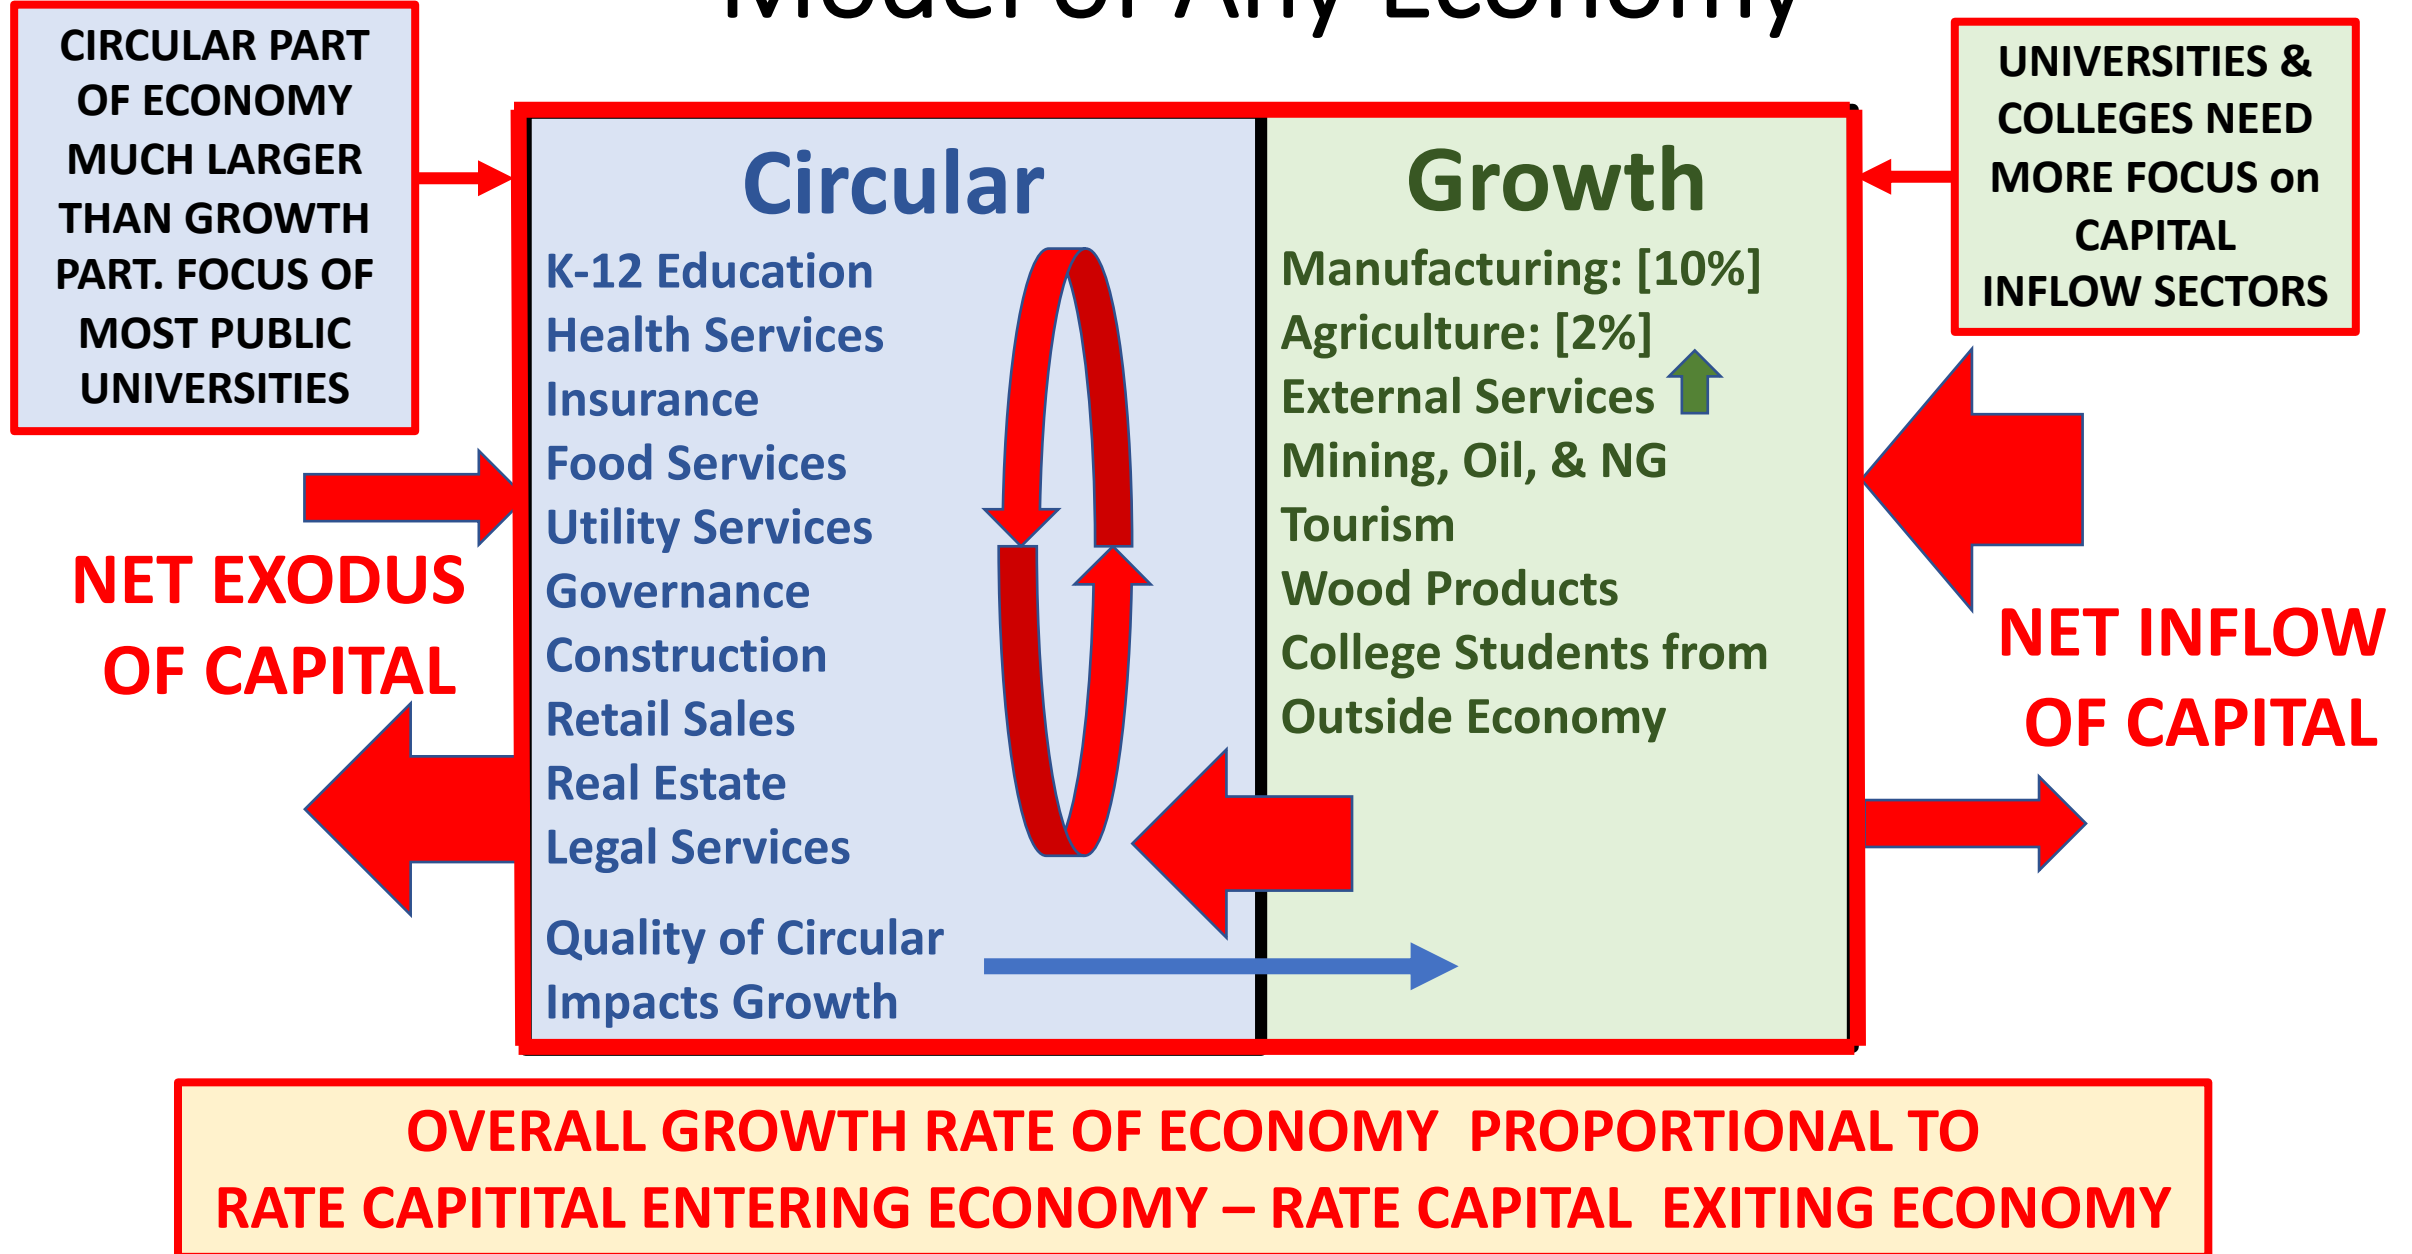 Model of Any Economy
CIRCULAR PART
OF ECONOMY
MUCH LARGER
THAN GROWTH
PART. FOCUS OF
MOST PUBLIC
UNIVERSITIES
UNIVERSITIES &
COLLEGES NEED
MORE FOCUS on
CAPITAL
INFLOW SECTORS
Circular
K-12 Education
Health Services
Insurance
Food Services
Utility Services
Governance
Construction
Retail Sales
Real Estate
Legal Services
Quality of Circular
Impacts Growth
Growth
Manufacturing: [10%]
Agriculture: [2%]
External Services
Mining, Oil, & NG
Tourism
Wood Products
College Students from
Outside Economy
NET EXODUS
OF CAPITAL
NET INFLOW
OF CAPITAL
OVERALL GROWTH RATE OF ECONOMY PROPORTIONAL TO
RATE CAPITITAL ENTERING ECONOMY – RATE CAPITAL EXITING ECONOMY